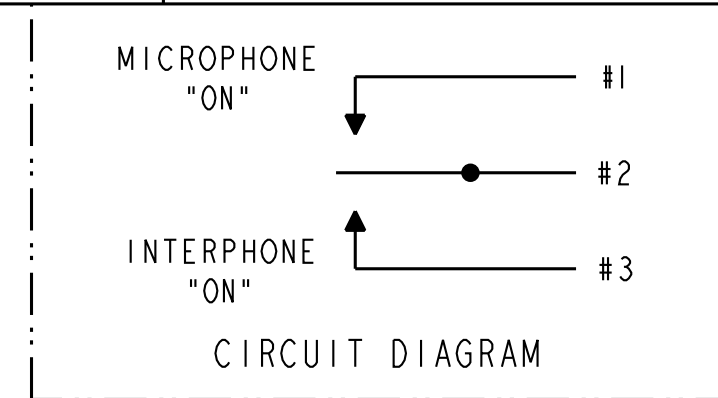 MICROPHONE
"ON"
#1
#2
INTERPHONE
"ON"
#3
CIRCUIT DIAGRAM